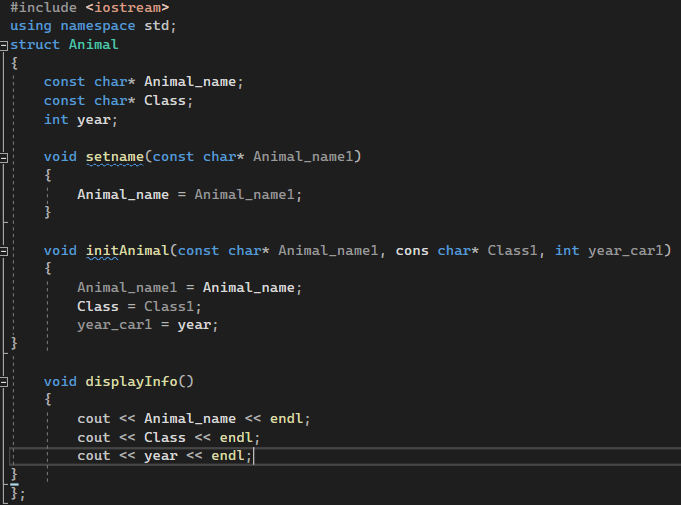 #include <iostream>
using namespace std;
struct Animal
{
    const char* Animal_name;
    const char* Class;
    int year;

    void setname(const char* Animal_name1)
    {
        Animal_name = Animal_name1;
    }

    void initAnimal(const char* Animal_name1, cons char* Class1, int year_car1)
    {
        Animal_name1 = Animal_name;
        Class = Class1;
        year_car1 = year;
}

    void displayInfo()
    {
        cout << Animal_name << endl;
        cout << Class << endl;
        cout << year << endl;
}
};